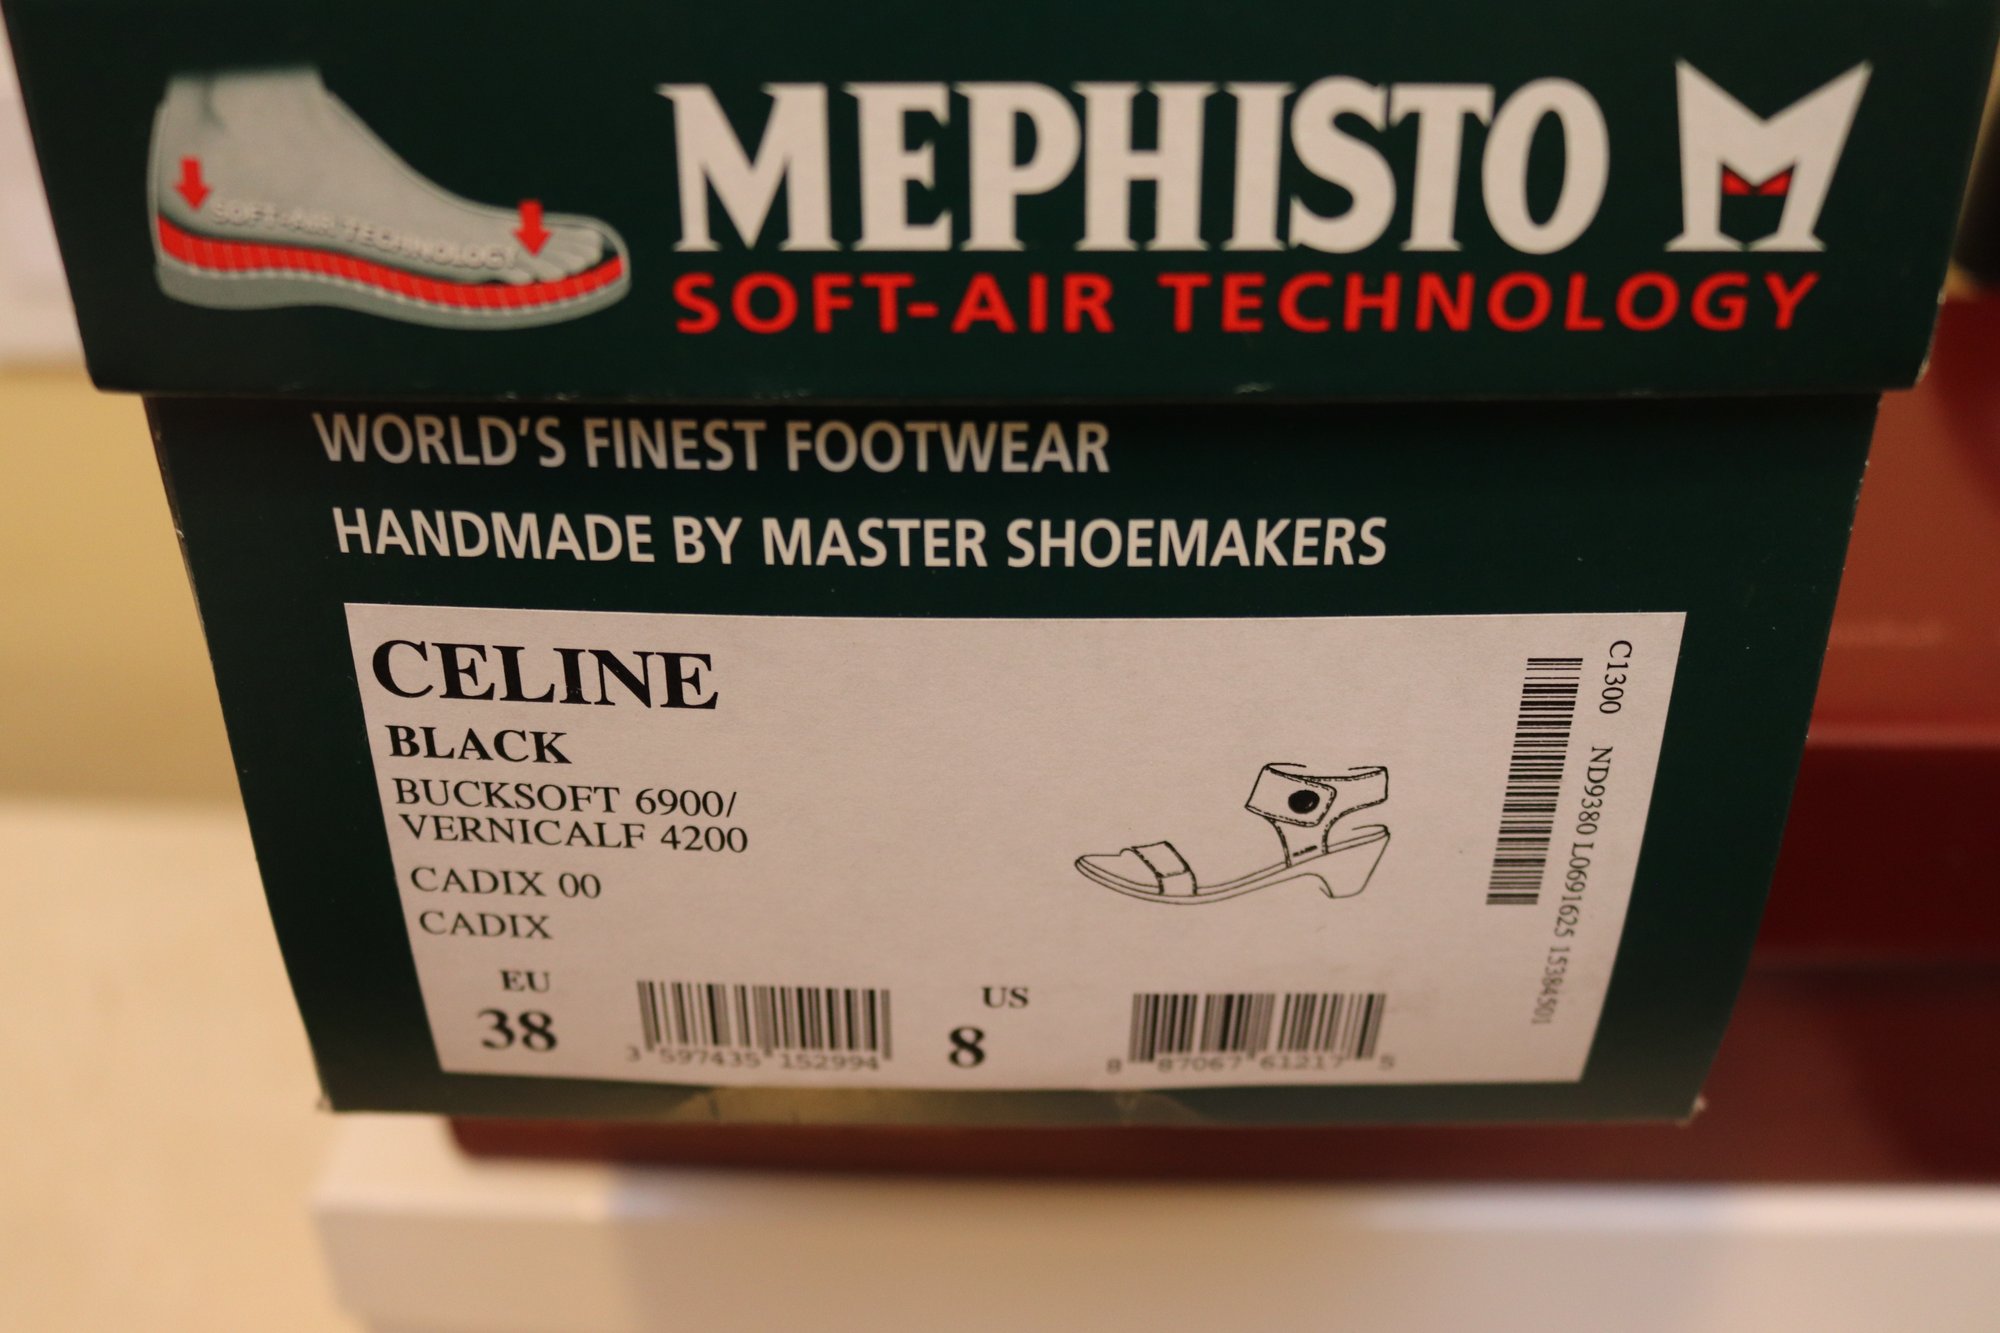 MEPHISTO
SOFT-AIR TECHNOLOGY
SOFT-AIR-TECHNOLOGY
WORLD'S FINEST FOOTWEAR
HANDMADE BY MASTER SHOEMAKERS
CELINE
BLACK
BUCKSOFT 6900/
VERNICALF 4200
CADIX 00
CADIX
EU
38
3 597435 152994
US
8
8 87067 61217 5
C1300 ND9380 L0691625 15384501